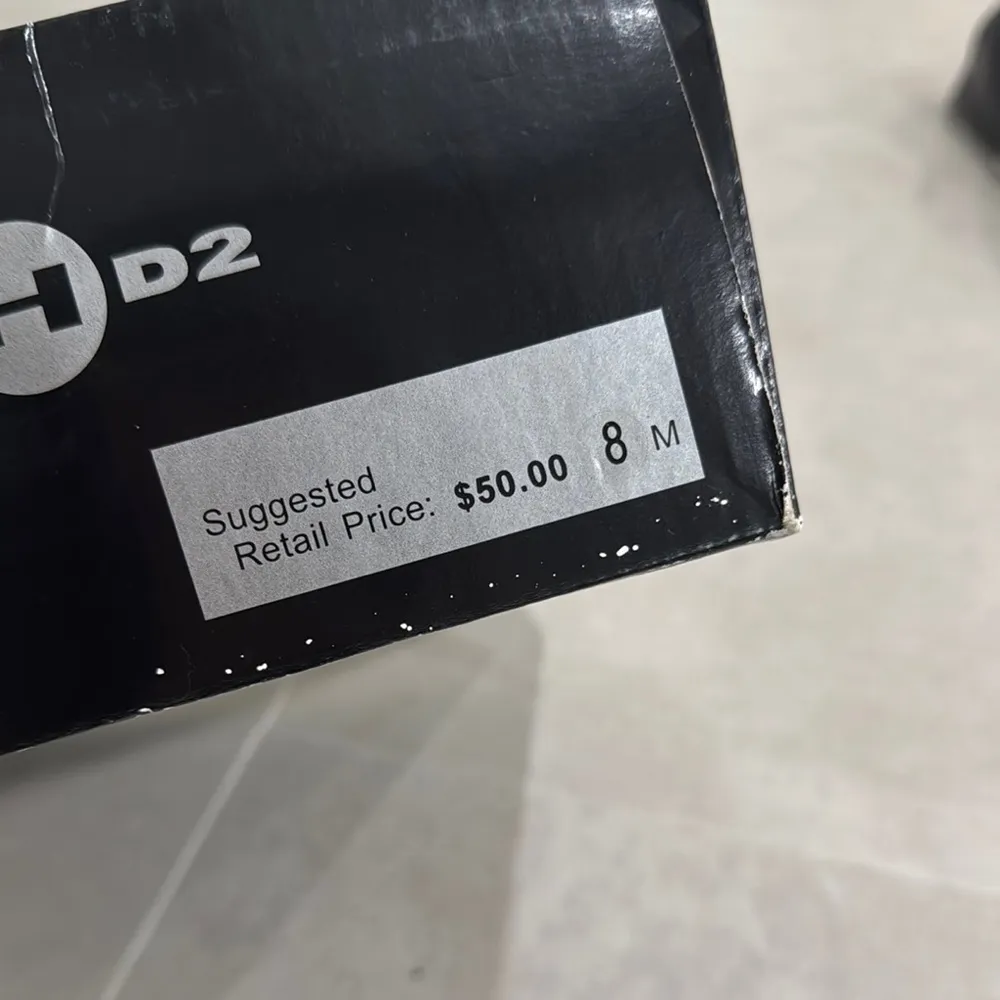 H D2
Suggested
Retail Price: $50.00 8 M